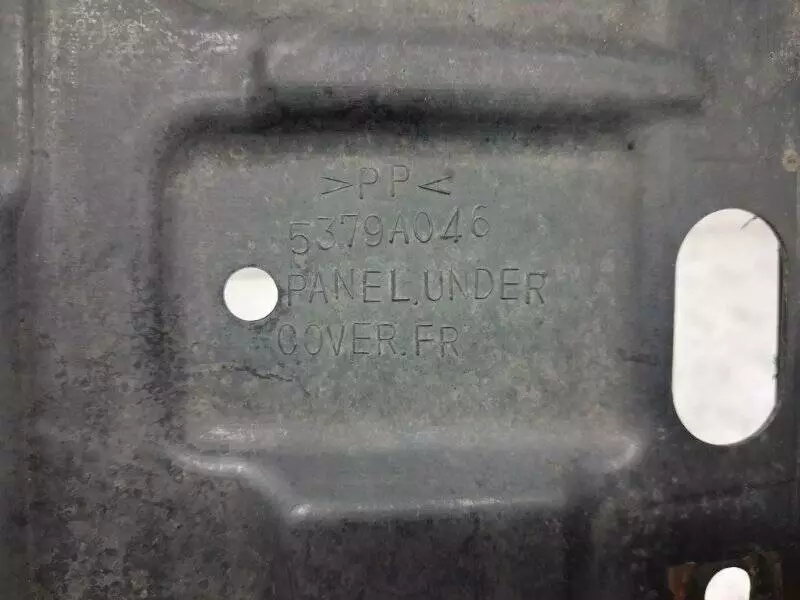 >PP<
5379A046
PANEL,UNDER
COVER.FR